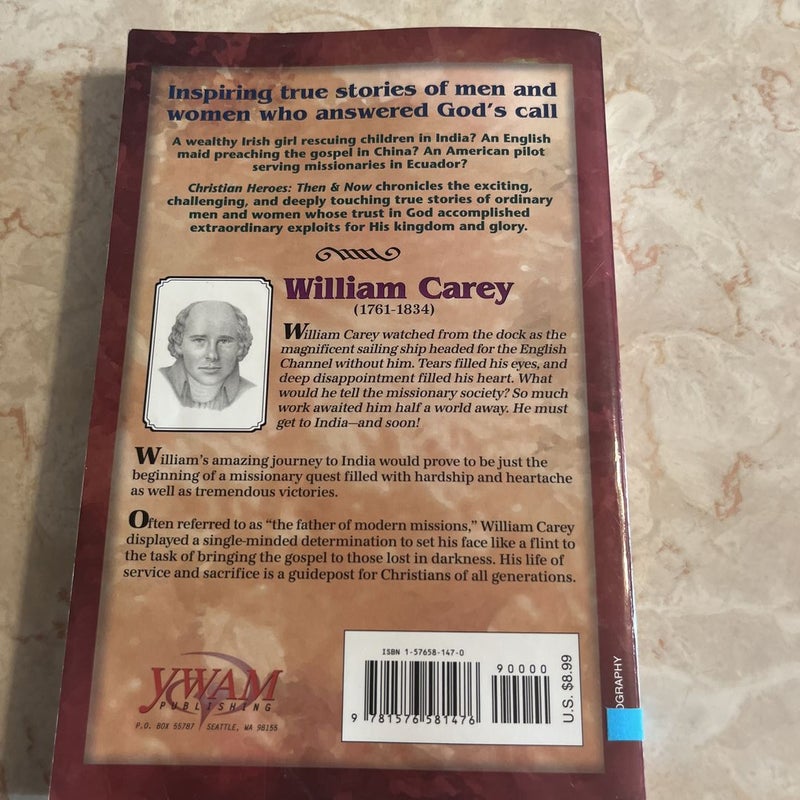 Inspiring true stories of men and
women who answered God's call
A wealthy Irish girl rescuing children in India? An English
maid preaching the gospel in China? An American pilot
serving missionaries in Ecuador?
Christian Heroes: Then & Now chronicles the exciting,
challenging, and deeply touching true stories of ordinary
men and women whose trust in God accomplished
extraordinary exploits for His kingdom and glory.
William Carey
(1761-1834)
William Carey watched from the dock as the
magnificent sailing ship headed for the English
Channel without him. Tears filled his eyes, and
deep disappointment filled his heart. What
would he tell the missionary society? So much
work awaited him half a world away. He must
get to India—and soon!
William's amazing journey to India would prove to be just the
beginning of a missionary quest filled with hardship and heartache
as well as tremendous victories.
Often referred to as “the father of modern missions,” William Carey
displayed a single-minded determination to set his face like a flint to
the task of bringing the gospel to those lost in darkness. His life of
service and sacrifice is a guidepost for Christians of all generations.
YWAM
PUBLISHING
P.O. BOX 55787 | SEATTLE, WA 98155
ISBN 1-57658-147-0
90000
9 781576 581476
U.S. $8.99
OGRAPHY